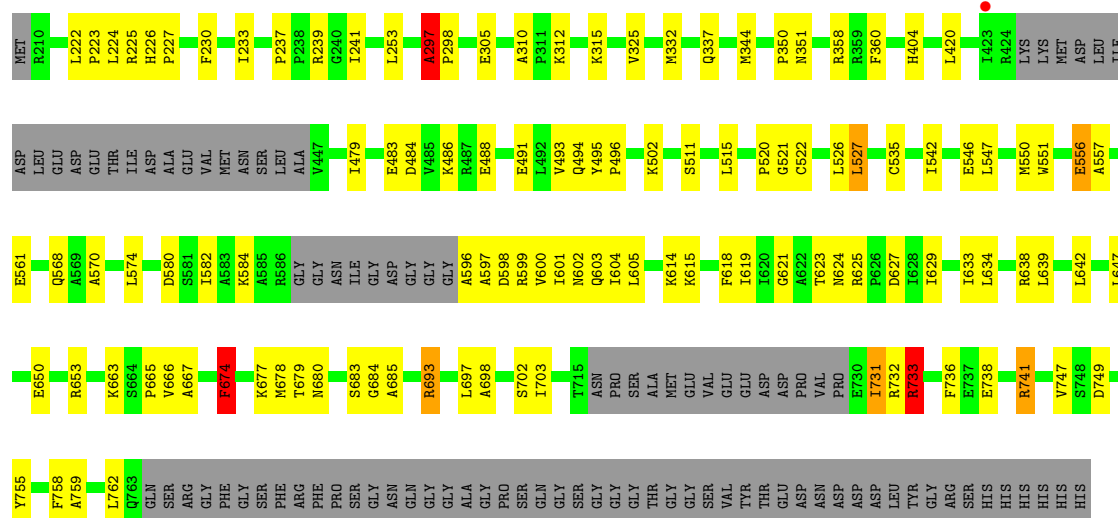 MET R210 L222 P223 L224 R225 H226 P227 F230 I233 P237 P238 R239 G240 I241 L253 A297 P298 E305 A310 P311 K312 K315 V325 M332 Q337 M344 P350 N351 R358 R359 F360 H404 L420 I423 R424 LYS LYS MET ASP LEU ILE
ASP LEU GLU ASP GLU THR ILE ASP ALA GLU VAL MET ASN SER LEU ALA V447 I479 E483 D484 V485 K486 R487 E488 E491 L492 V493 Q494 Y495 P496 K502 S511 L515 P520 G521 C522 L526 L527 C535 I542 E546 L547 M550 W551 E556 A557
E561 Q568 A569 A570 L574 D580 S581 I582 A583 K584 A585 R586 GLY GLY ASN ILE GLY ASP GLY GLY GLY A596 A597 D598 R599 V600 I601 N602 Q603 I604 L605 K614 K615 F618 I619 I620 G621 A622 T623 N624 R625 P626 D627 I628 I629 I633 L634 R638 L639 L642 L647
E650 R653 K663 S664 P665 V666 A667 F674 K677 M678 T679 N680 S683 G684 A685 R693 L697 A698 S702 I703 T715 ASN PRO SER ALA MET GLU VAL GLU GLU ASP ASP PRO VAL PRO E730 I731 R732 R733 F736 E737 E738 R741 V747 S748 D749
Y755 F758 A759 L762 Q763 GLN SER ARG GLY PHE GLY SER PHE ARG PHE PRO SER GLY ASN GLN GLY GLY ALA GLY PRO SER GLN GLY SER GLY GLY GLY THR GLY GLY SER VAL TYR THR GLU ASP ASN ASP ASP LEU TYR GLY ARG SER HIS HIS HIS HIS HIS HIS